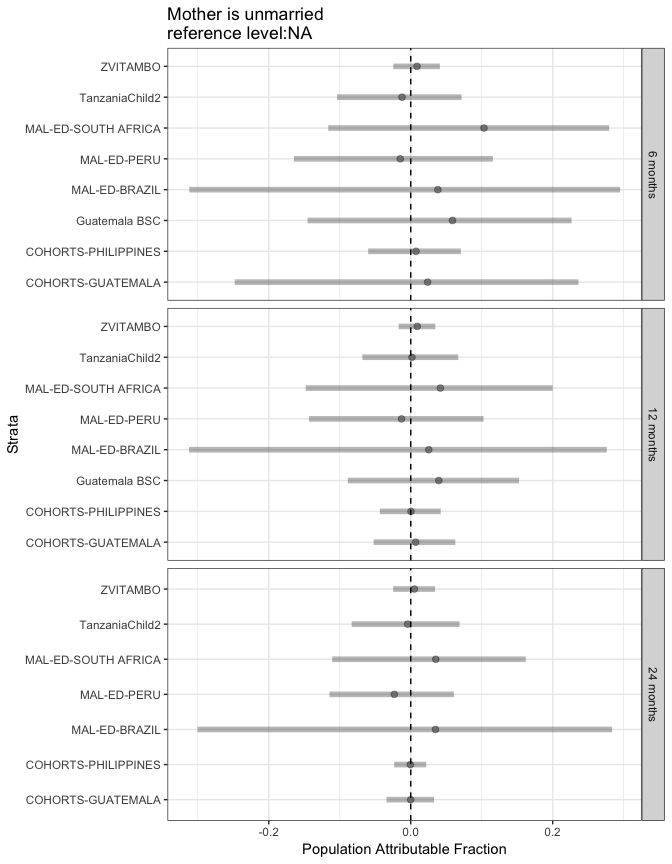 Mother is unmarried
reference level:NA
ZVITAMBO
TanzaniaChild2
MAL-ED-SOUTH AFRICA
MAL-ED-PERU
MAL-ED-BRAZIL
Guatemala BSC
COHORTS-PHILIPPINES
COHORTS-GUATEMALA
6 months
ZVITAMBO
TanzaniaChild2
MAL-ED-SOUTH AFRICA
MAL-ED-PERU
MAL-ED-BRAZIL
Guatemala BSC
COHORTS-PHILIPPINES
COHORTS-GUATEMALA
12 months
ZVITAMBO
TanzaniaChild2
MAL-ED-SOUTH AFRICA
MAL-ED-PERU
MAL-ED-BRAZIL
COHORTS-PHILIPPINES
COHORTS-GUATEMALA
24 months
Strata
-0.2 0.0 0.2
Population Attributable Fraction